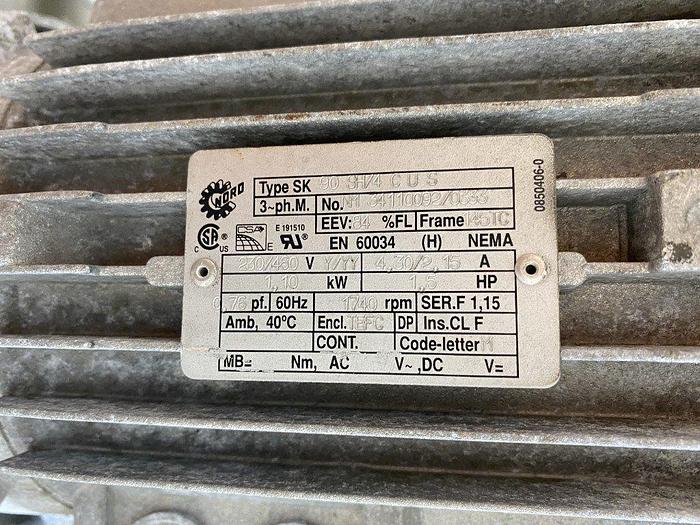 NORD
Type SK 90 SH/4 C U S
3~ph.M. No.
EEV: 84 %FL Frame 145TC
CSA E E 191510
C US
EN 60034 (H) NEMA
230/460 V Y/YY 4,30/2,15 A
1,10 kW 1,5 HP
0,76 pf. 60Hz 1740 rpm SER.F 1,15
Amb, 40°C Encl. TEFC DP Ins.CL F
CONT. Code-letter M
MB= Nm, AC V~ ,DC V=
0850406-0